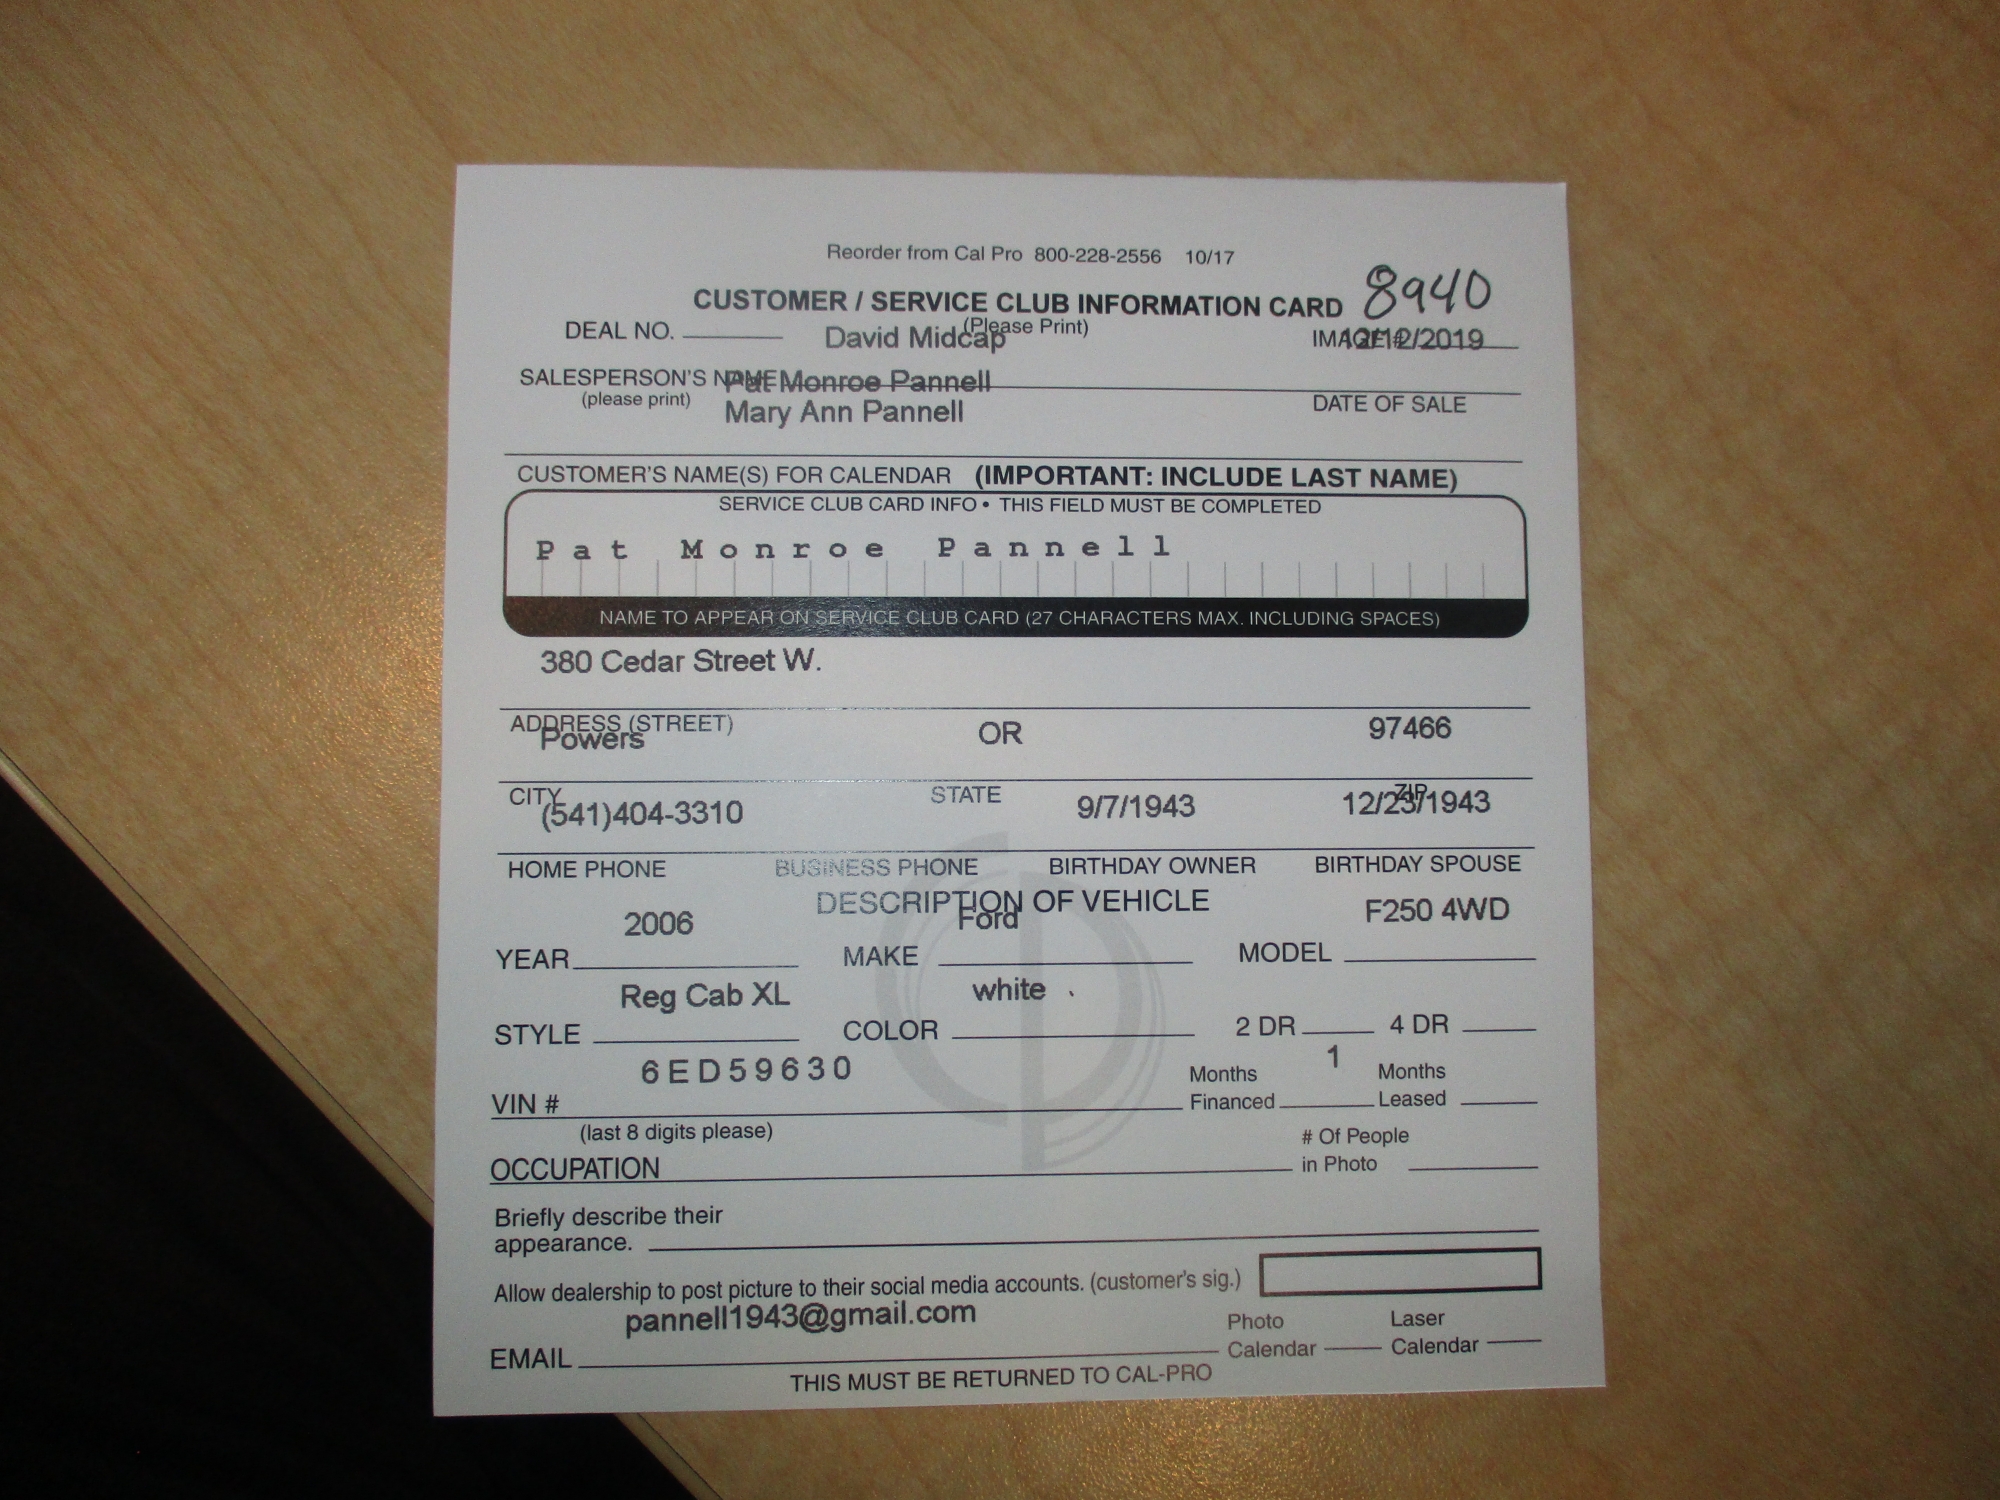 Reorder from Cal Pro 800-228-2556 10/17
CUSTOMER / SERVICE CLUB INFORMATION CARD 8940
(Please Print)
DEAL NO. David Midcap IMAGE # 12/12/2019
SALESPERSON'S NAME Pat Monroe Pannell
(please print) Mary Ann Pannell DATE OF SALE
CUSTOMER'S NAME(S) FOR CALENDAR (IMPORTANT: INCLUDE LAST NAME)
SERVICE CLUB CARD INFO • THIS FIELD MUST BE COMPLETED
Pat Monroe Pannell
NAME TO APPEAR ON SERVICE CLUB CARD (27 CHARACTERS MAX. INCLUDING SPACES)
380 Cedar Street W.
ADDRESS (STREET)
Powers OR 97466
CITY STATE ZIP
(541)404-3310 9/7/1943 12/23/1943
HOME PHONE BUSINESS PHONE BIRTHDAY OWNER BIRTHDAY SPOUSE
DESCRIPTION OF VEHICLE
2006 Ford F250 4WD
YEAR MAKE MODEL
Reg Cab XL white .
STYLE COLOR 2 DR 4 DR
6ED59630 1
Months Months
VIN # Financed Leased
(last 8 digits please)
# Of People
OCCUPATION in Photo
Briefly describe their
appearance.
Allow dealership to post picture to their social media accounts. (customer's sig.)
pannell1943@gmail.com
Photo Laser
EMAIL Calendar Calendar
THIS MUST BE RETURNED TO CAL-PRO